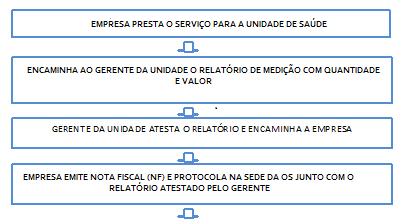 EMPRESA PRESTA O SERVIÇO PARA A UNIDADE DE SAÚDE
ENCAMINHA AO GERENTE DA UNIDADE O RELATÓRIO DE MEDIÇÃO COM QUANTIDADE
E VALOR
GERENTE DA UNIDADE ATESTA O RELATÓRIO E ENCAMINHA A EMPRESA
EMPRESA EMITE NOTA FISCAL (NF) E PROTOCOLA NA SEDE DA OS JUNTO COM O
RELATÓRIO ATESTADO PELO GERENTE